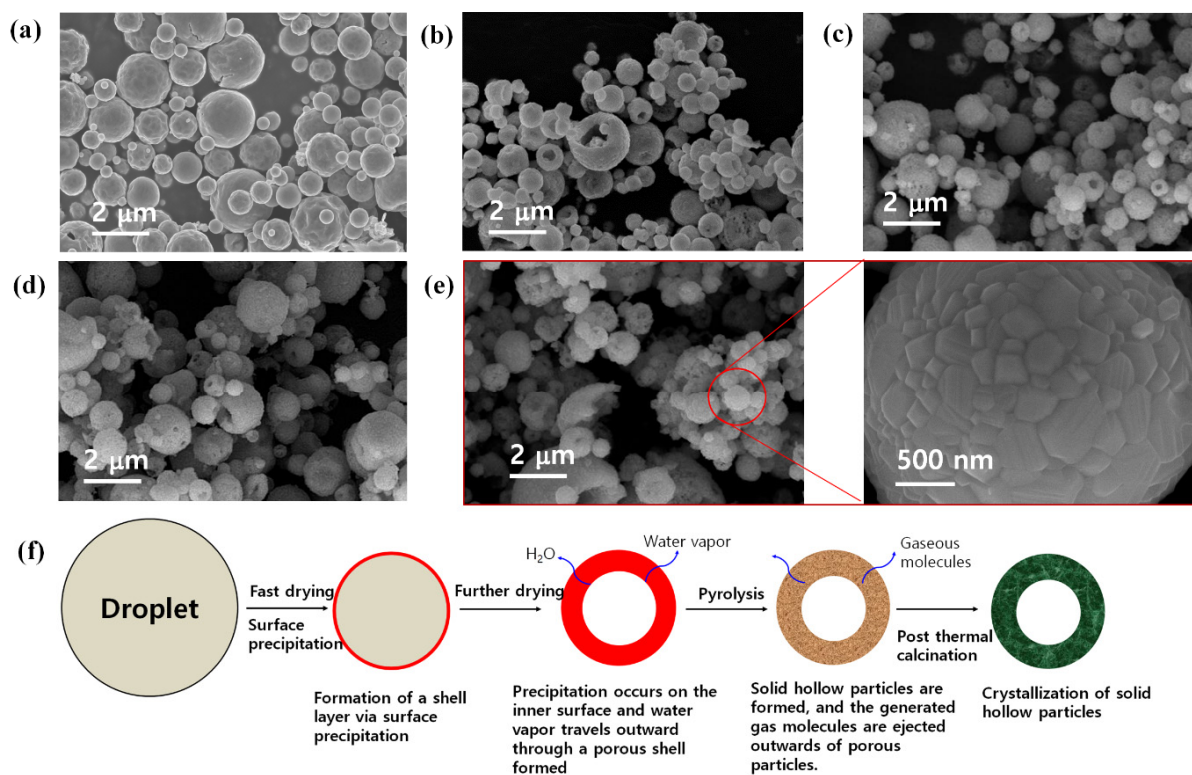 (a)
2 μm
(b)
2 μm
(c)
2 μm
(d)
2 μm
(e)
2 μm
500 nm
(f)
Droplet
Fast drying
Surface
precipitation
Formation of a shell
layer via surface
precipitation
Further drying
H₂O
Water vapor
Precipitation occurs on the
inner surface and water
vapor travels outward
through a porous shell
formed
Pyrolysis
Gaseous
molecules
Solid hollow particles are
formed, and the generated
gas molecules are ejected
outwards of porous
particles.
Post thermal
calcination
Crystallization of solid
hollow particles